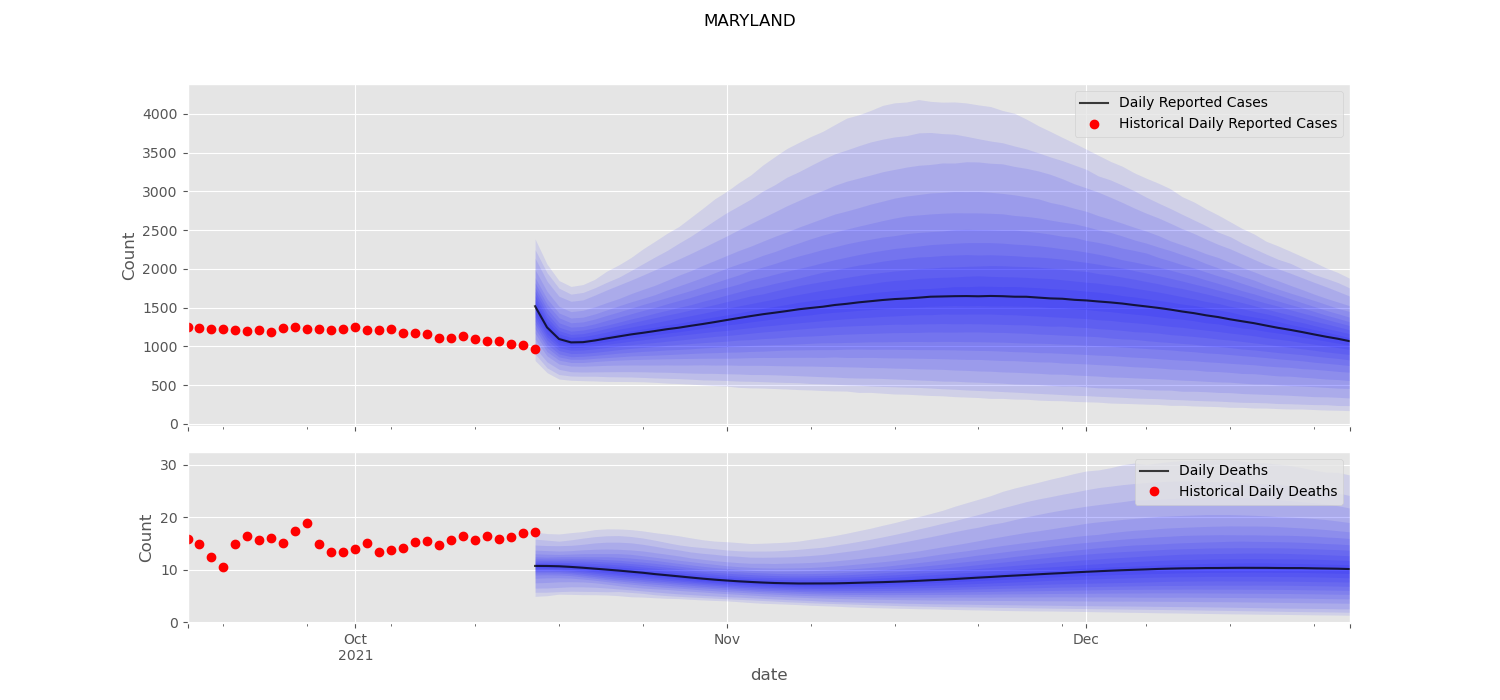 MARYLAND
Daily Reported Cases
Historical Daily Reported Cases
4000
3500
3000
2500
2000
1500
1000
500
0
Count
Daily Deaths
Historical Daily Deaths
30
20
10
0
Count
Oct
2021
Nov
Dec
date